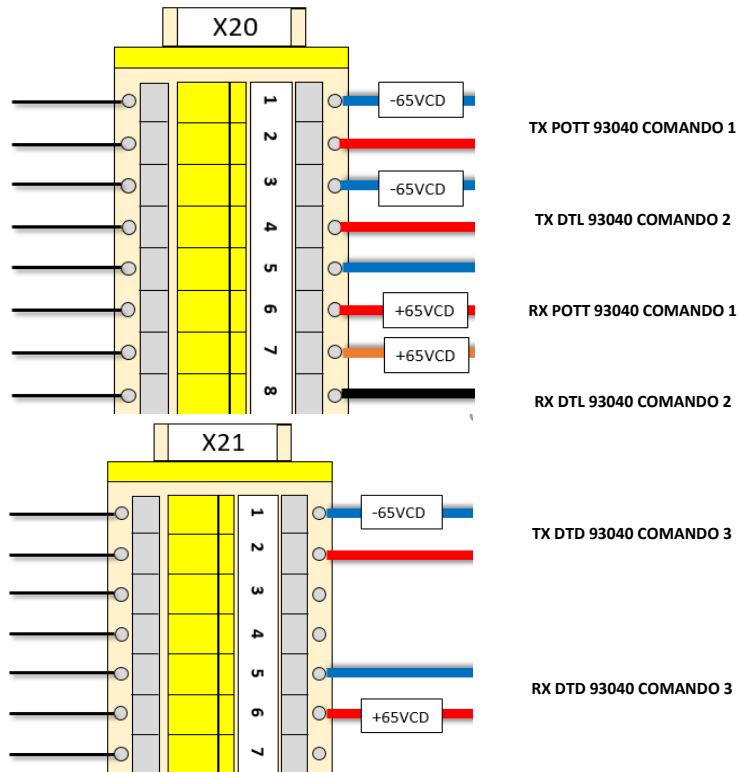 X20
1 -65VCD
TX POTT 93040 COMANDO 1
2
3 -65VCD
TX DTL 93040 COMANDO 2
4
5
6 +65VCD
RX POTT 93040 COMANDO 1
7 +65VCD
8
RX DTL 93040 COMANDO 2
X21
1 -65VCD
TX DTD 93040 COMANDO 3
2
3
4
5
RX DTD 93040 COMANDO 3
6 +65VCD
7